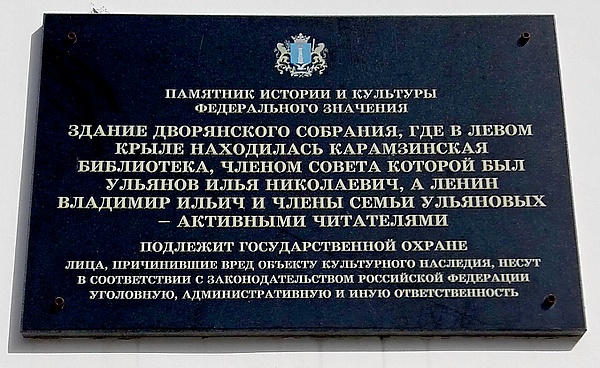 ПАМЯТНИК ИСТОРИИ И КУЛЬТУРЫ
ФЕДЕРАЛЬНОГО ЗНАЧЕНИЯ
ЗДАНИЕ ДВОРЯНСКОГО СОБРАНИЯ, ГДЕ В ЛЕВОМ
КРЫЛЕ НАХОДИЛАСЬ КАРАМЗИНСКАЯ
БИБЛИОТЕКА, ЧЛЕНОМ СОВЕТА КОТОРОЙ БЫЛ
УЛЬЯНОВ ИЛЬЯ НИКОЛАЕВИЧ, А ЛЕНИН
ВЛАДИМИР ИЛЬИЧ И ЧЛЕНЫ СЕМЬИ УЛЬЯНОВЫХ
– АКТИВНЫМИ ЧИТАТЕЛЯМИ
ПОДЛЕЖИТ ГОСУДАРСТВЕННОЙ ОХРАНЕ
ЛИЦА, ПРИЧИНИВШИЕ ВРЕД ОБЪЕКТУ КУЛЬТУРНОГО НАСЛЕДИЯ, НЕСУТ
В СООТВЕТСТВИИ С ЗАКОНОДАТЕЛЬСТВОМ РОССИЙСКОЙ ФЕДЕРАЦИИ
УГОЛОВНУЮ, АДМИНИСТРАТИВНУЮ И ИНУЮ ОТВЕТСТВЕННОСТЬ